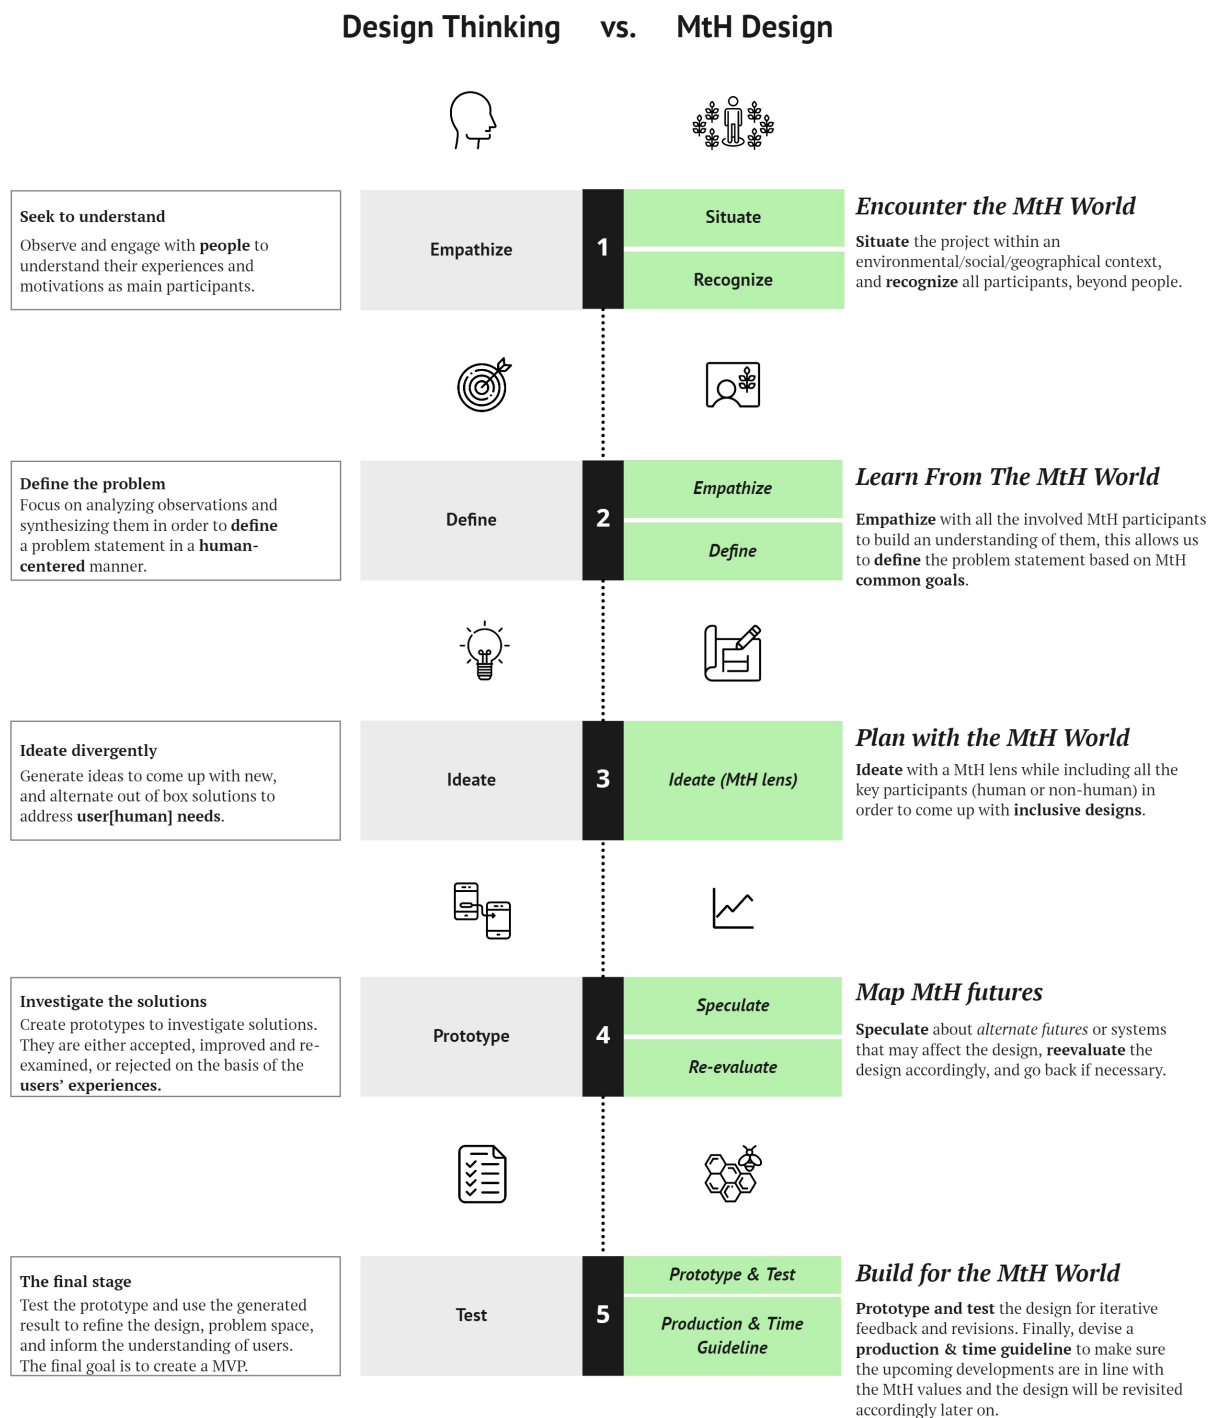 Design Thinking vs. MtH Design
Seek to understand
Observe and engage with people to
understand their experiences and
motivations as main participants.
Empathize
1
Situate
Recognize
Encounter the MtH World
Situate the project within an
environmental/social/geographical context,
and recognize all participants, beyond people.
Define the problem
Focus on analyzing observations and
synthesizing them in order to define
a problem statement in a human-
centered manner.
Define
2
Empathize
Define
Learn From The MtH World
Empathize with all the involved MtH participants
to build an understanding of them, this allows us
to define the problem statement based on MtH
common goals.
Ideate divergently
Generate ideas to come up with new,
and alternate out of box solutions to
address user[human] needs.
Ideate
3
Ideate (MtH lens)
Plan with the MtH World
Ideate with a MtH lens while including all the
key participants (human or non-human) in
order to come up with inclusive designs.
Investigate the solutions
Create prototypes to investigate solutions.
They are either accepted, improved and re-
examined, or rejected on the basis of the
users’ experiences.
Prototype
4
Speculate
Re-evaluate
Map MtH futures
Speculate about alternate futures or systems
that may affect the design, reevaluate the
design accordingly, and go back if necessary.
The final stage
Test the prototype and use the generated
result to refine the design, problem space,
and inform the understanding of users.
The final goal is to create a MVP.
Test
5
Prototype & Test
Production & Time
Guideline
Build for the MtH World
Prototype and test the design for iterative
feedback and revisions. Finally, devise a
production & time guideline to make sure
the upcoming developments are in line with
the MtH values and the design will be revisited
accordingly later on.